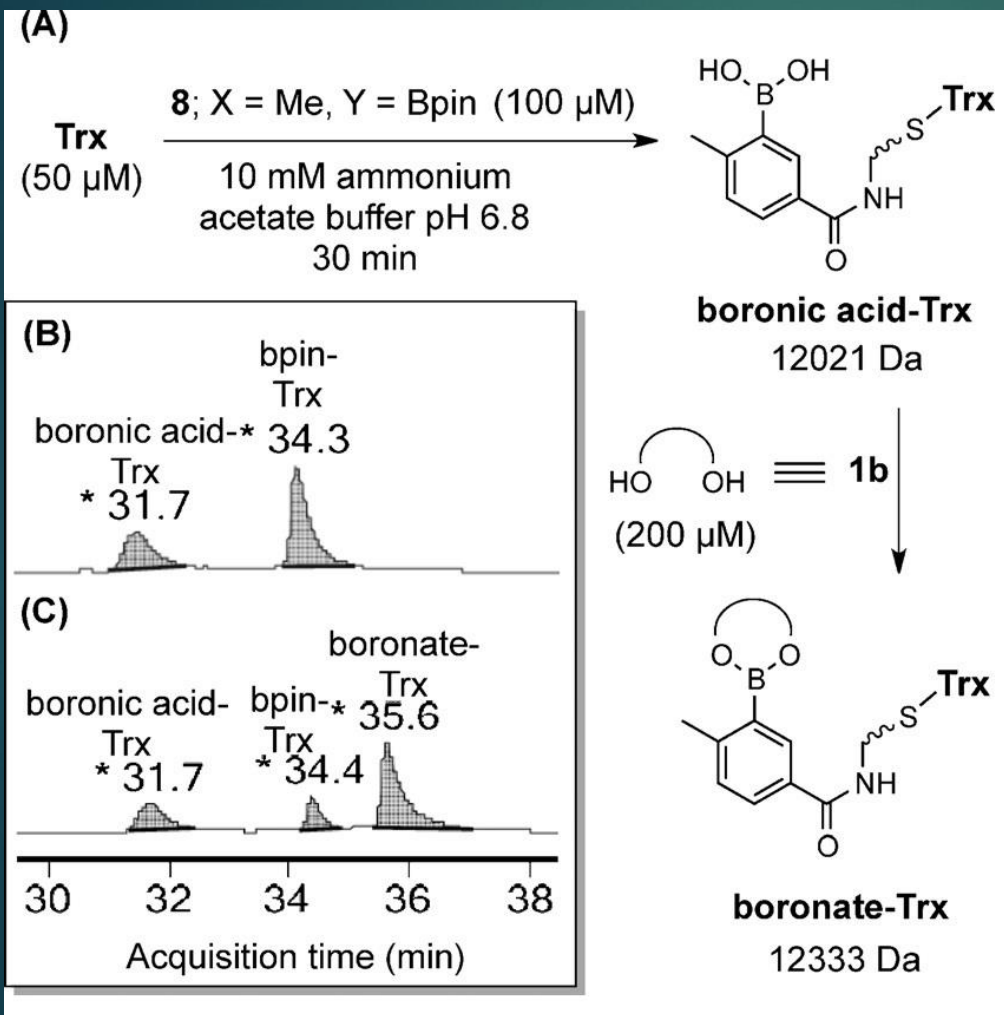 (A)
Trx
(50 µM)
8; X = Me, Y = Bpin (100 µM)
10 mM ammonium
acetate buffer pH 6.8
30 min
HO
OH
B
S
Trx
NH
O
boronic acid-Trx
12021 Da
HO
OH
1b
(200 µM)
(B)
boronic acid-
Trx
* 31.7
bpin-
Trx
* 34.3
(C)
boronic acid-
Trx
* 31.7
bpin-
Trx
* 34.4
boronate-
Trx
* 35.6
30 32 34 36 38
Acquisition time (min)
O
O
B
S
Trx
NH
O
boronate-Trx
12333 Da